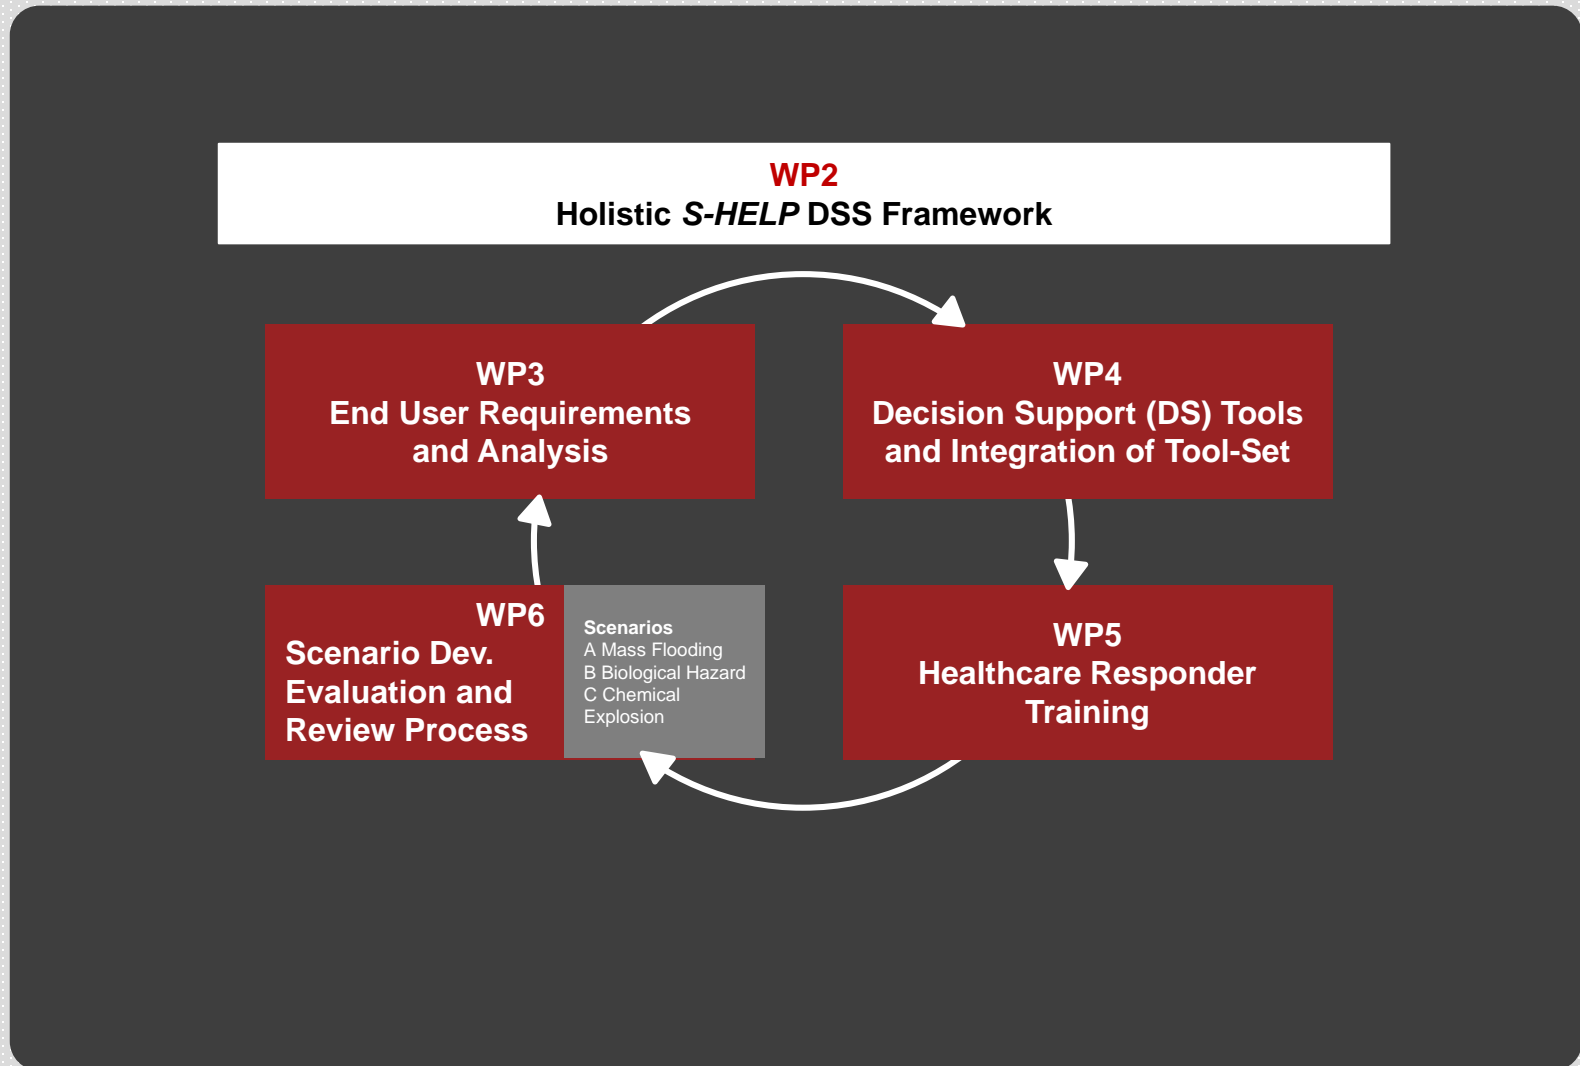 WP2
Holistic S-HELP DSS Framework
WP3
End User Requirements
and Analysis
WP4
Decision Support (DS) Tools
and Integration of Tool-Set
WP6
Scenario Dev.
Evaluation and
Review Process
Scenarios
A Mass Flooding
B Biological Hazard
C Chemical
Explosion
WP5
Healthcare Responder
Training